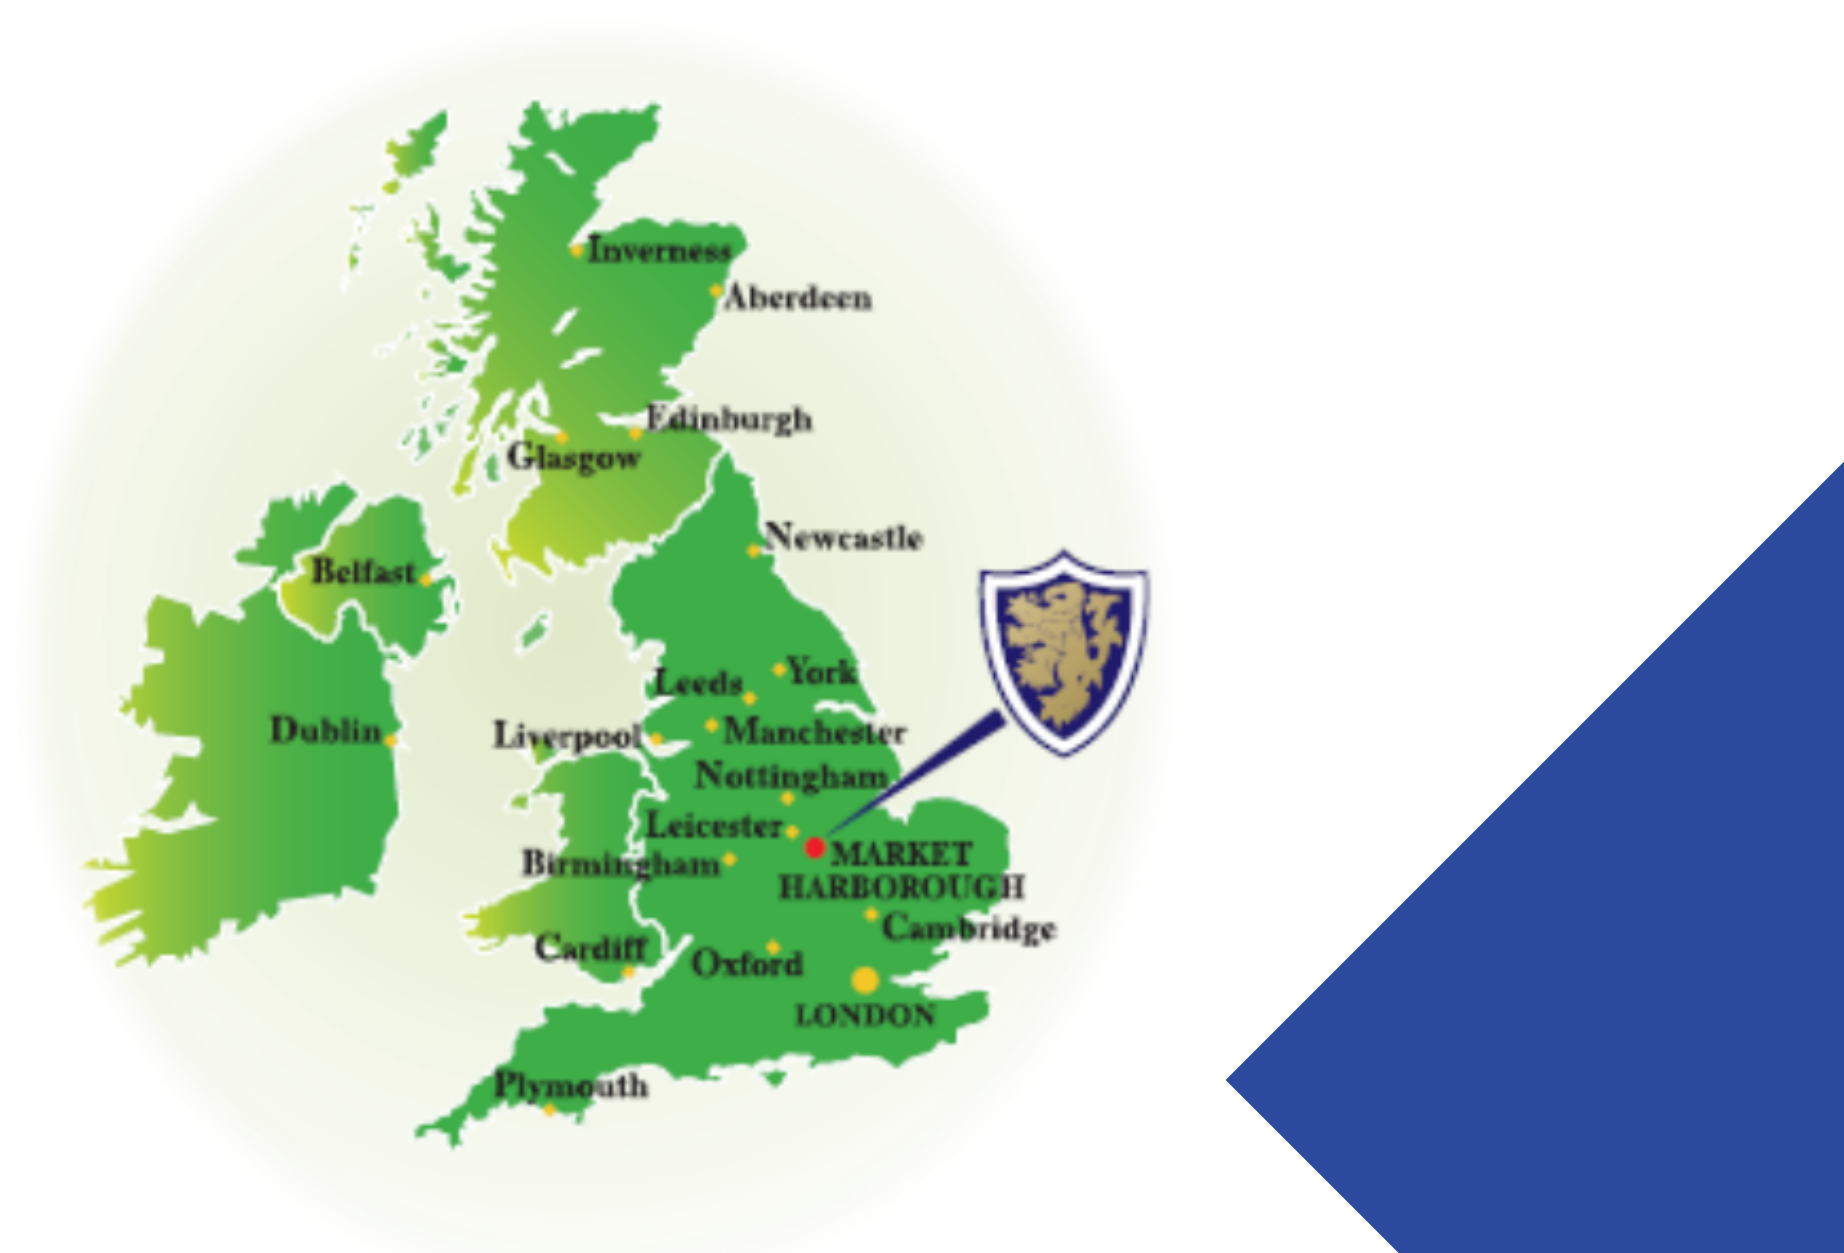 Inverness
Aberdeen
Edinburgh
Glasgow
Newcastle
Belfast
York
Leeds
Dublin
Liverpool
Manchester
Nottingham
Leicester
MARKET
HARBOROUGH
Birmingham
Cambridge
Cardiff
Oxford
LONDON
Plymouth